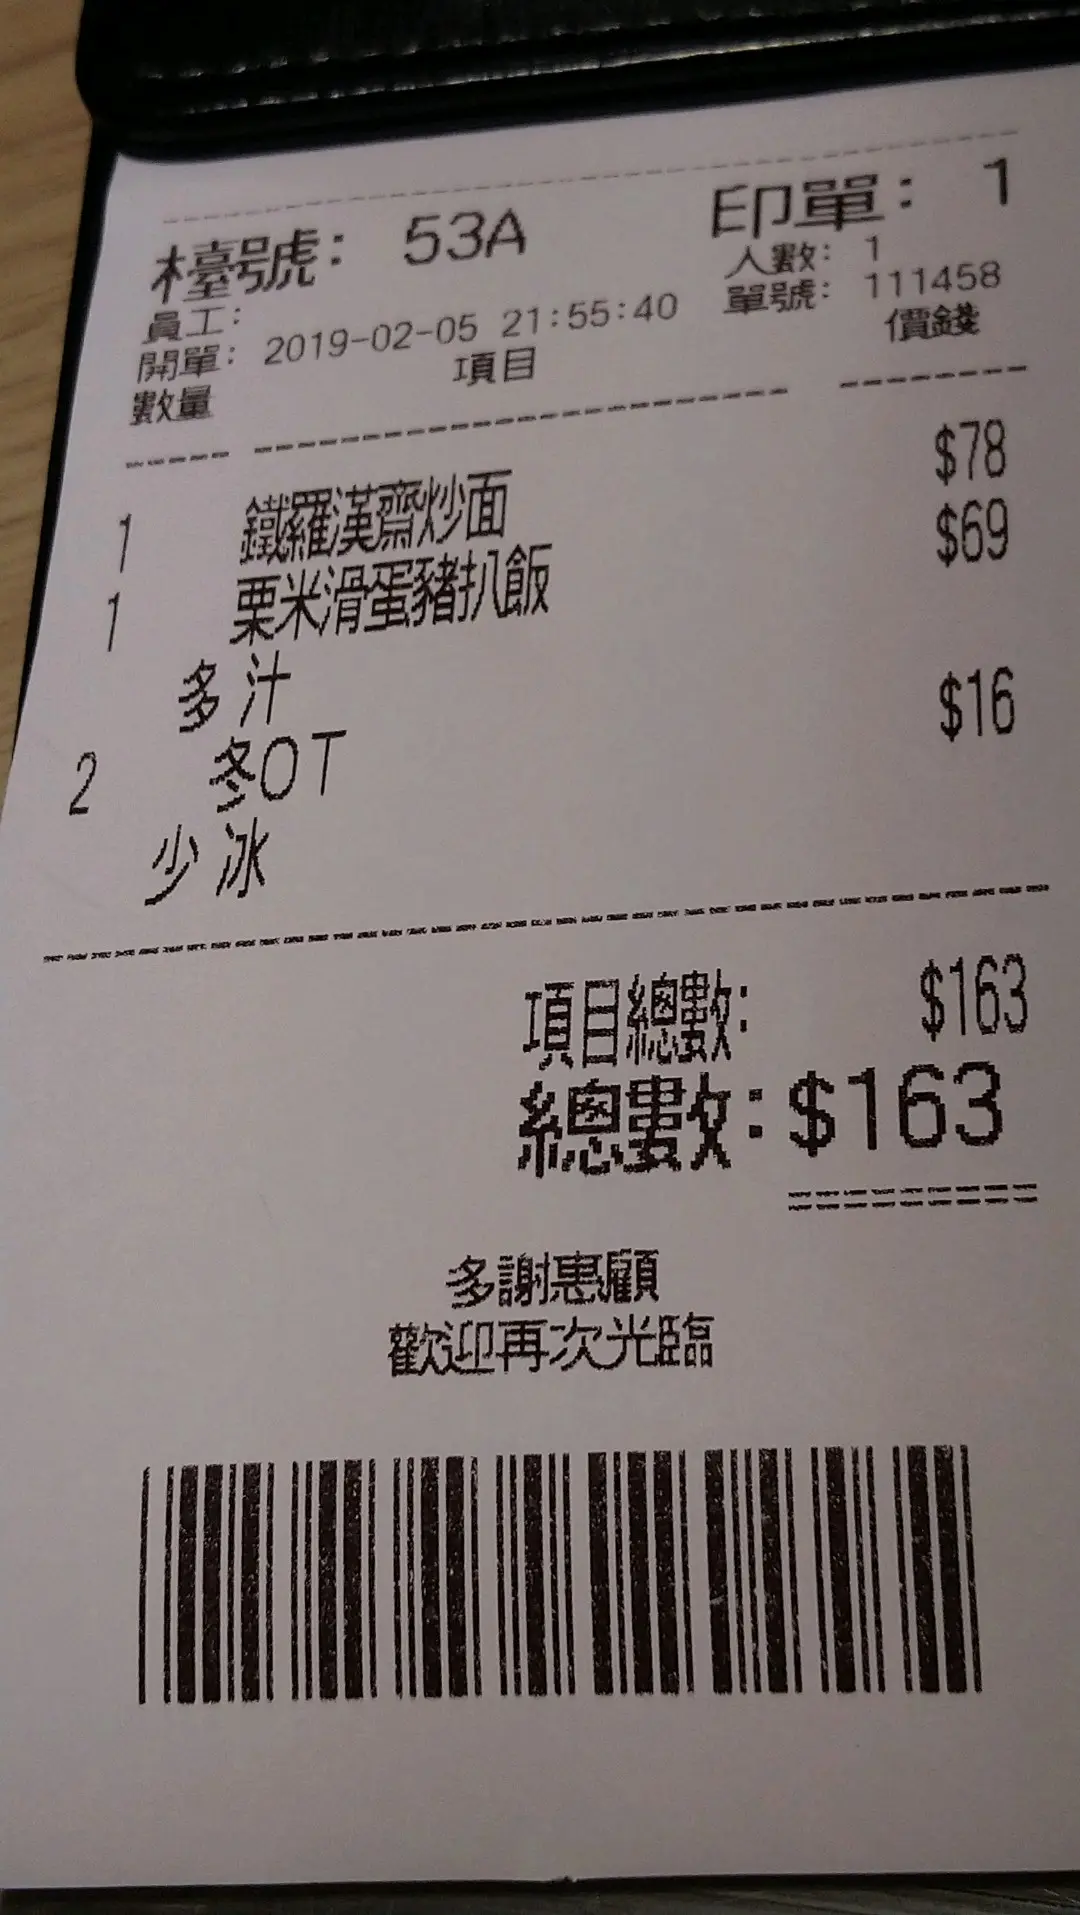 檯號: 53A 印單: 1
員工: 人數: 1
開單: 2019-02-05 21:55:40 單號: 111458
數量 項目 價錢
1 鐵羅漢齋炒面 $78
1 粟米滑蛋豬扒飯 $69
多汁
2 冬OT $16
少冰
項目總數: $163
總數: $163
多謝惠顧
歡迎再次光臨